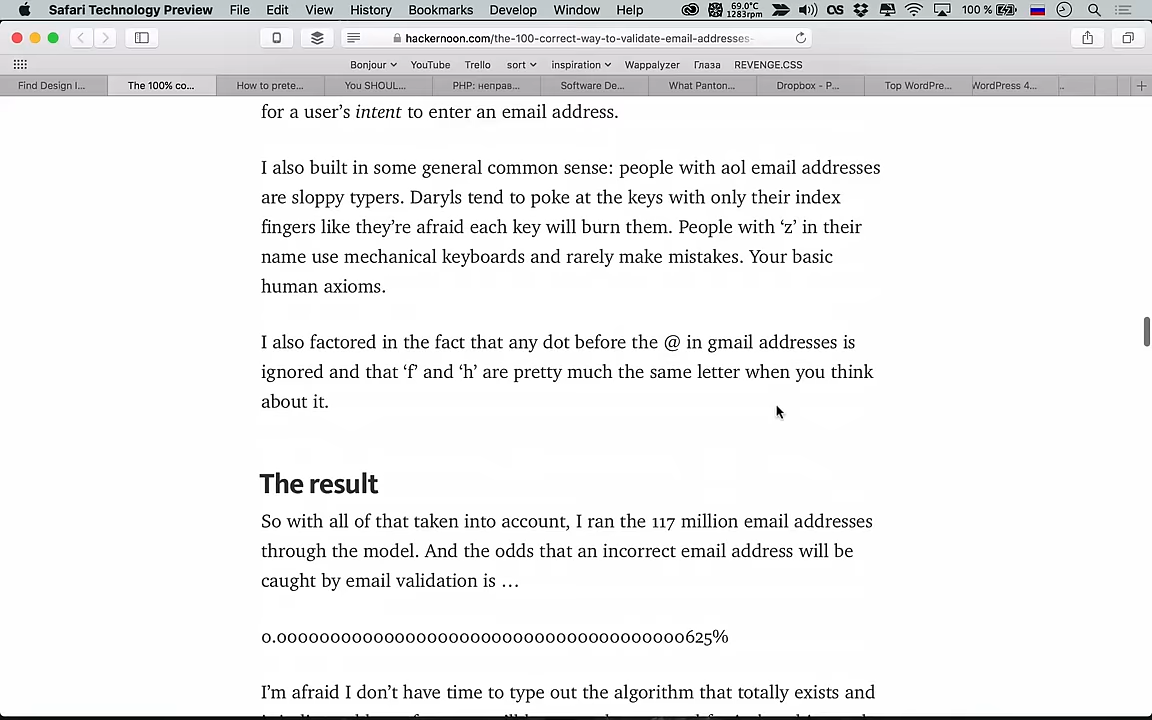 Safari Technology Preview File Edit View History Bookmarks Develop Window Help 69.0°C 1283rpm 100 %
hackernoon.com/the-100-correct-way-to-validate-email-addresses-
Bonjour YouTube Trello sort inspiration Wappalyzer Глаза REVENGE.CSS
Find Design I... The 100% co... How to prete... You SHOUL... PHP: неправ... Software De... What Panton... Dropbox - P... Top WordPre... WordPress 4...
for a user’s intent to enter an email address.
I also built in some general common sense: people with aol email addresses
are sloppy typers. Daryls tend to poke at the keys with only their index
fingers like they’re afraid each key will burn them. People with ‘z’ in their
name use mechanical keyboards and rarely make mistakes. Your basic
human axioms.
I also factored in the fact that any dot before the @ in gmail addresses is
ignored and that ‘f’ and ‘h’ are pretty much the same letter when you think
about it.
The result
So with all of that taken into account, I ran the 117 million email addresses
through the model. And the odds that an incorrect email address will be
caught by email validation is …
0.00000000000000000000000000000000000000625%
I’m afraid I don’t have time to type out the algorithm that totally exists and